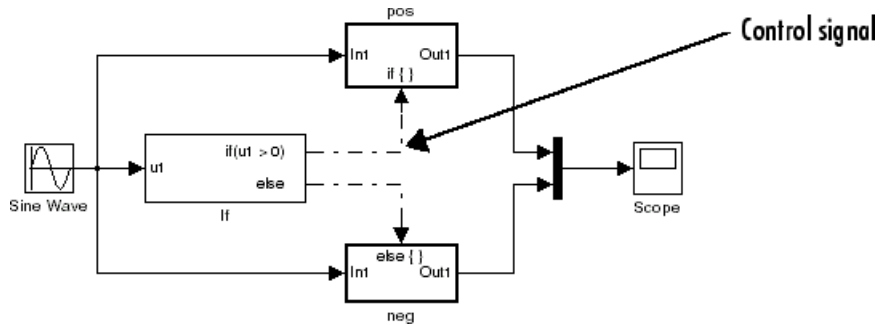 pos
Control signal
In1 Out1
if { }
if(u1 > 0)
u1
else
Sine Wave
If
Scope
else { }
In1 Out1
neg